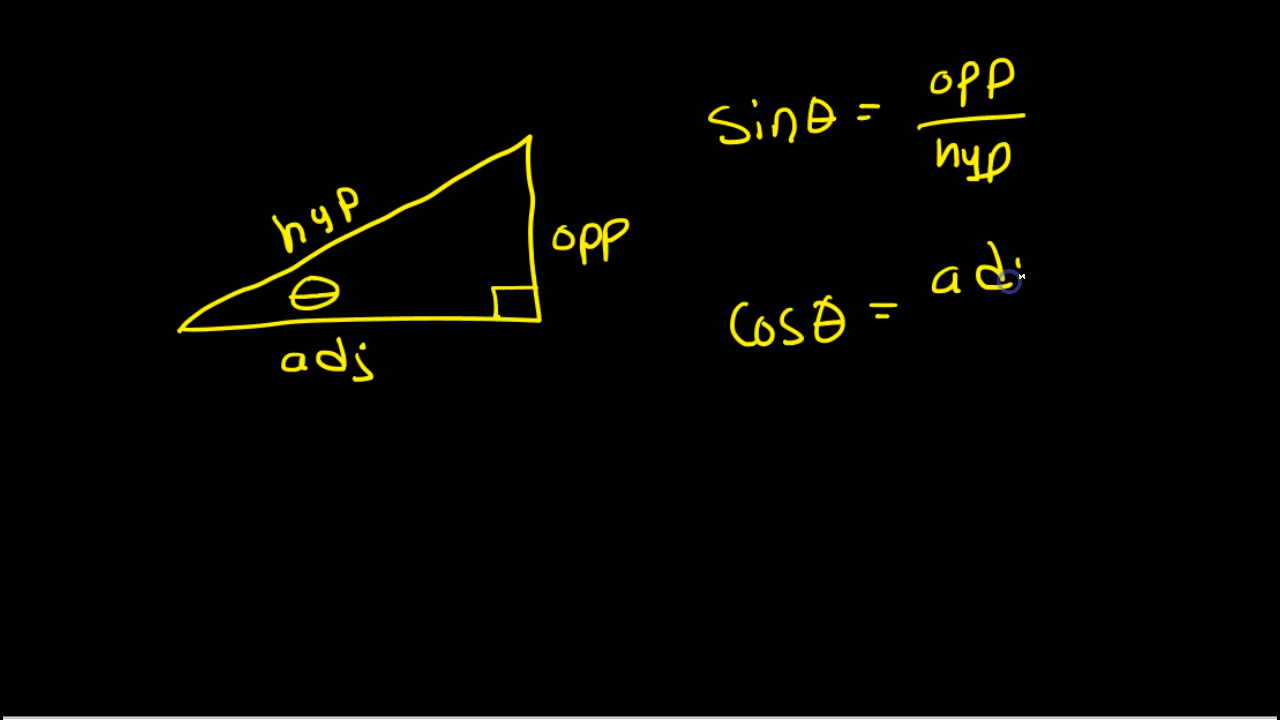 hyp
θ
opp
adj
sinθ = opp/hyp
cosθ = ad